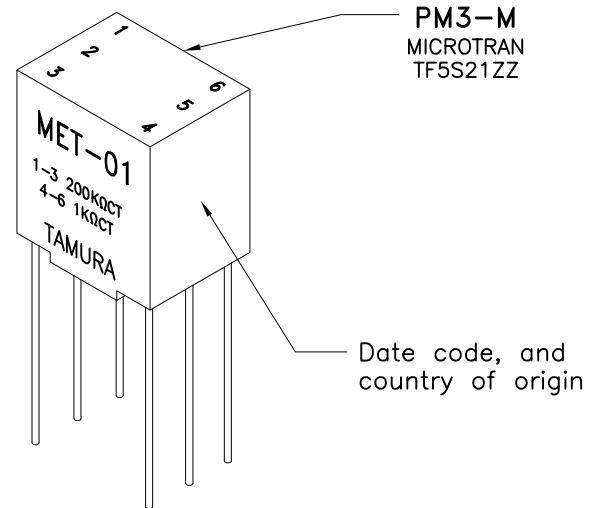 PM3-M
MICROTRAN
TF5S21ZZ
1
2
3
6
5
4
MET-01
1-3 200KΩCT
4-6 1KΩCT
TAMURA
Date code, and
country of origin